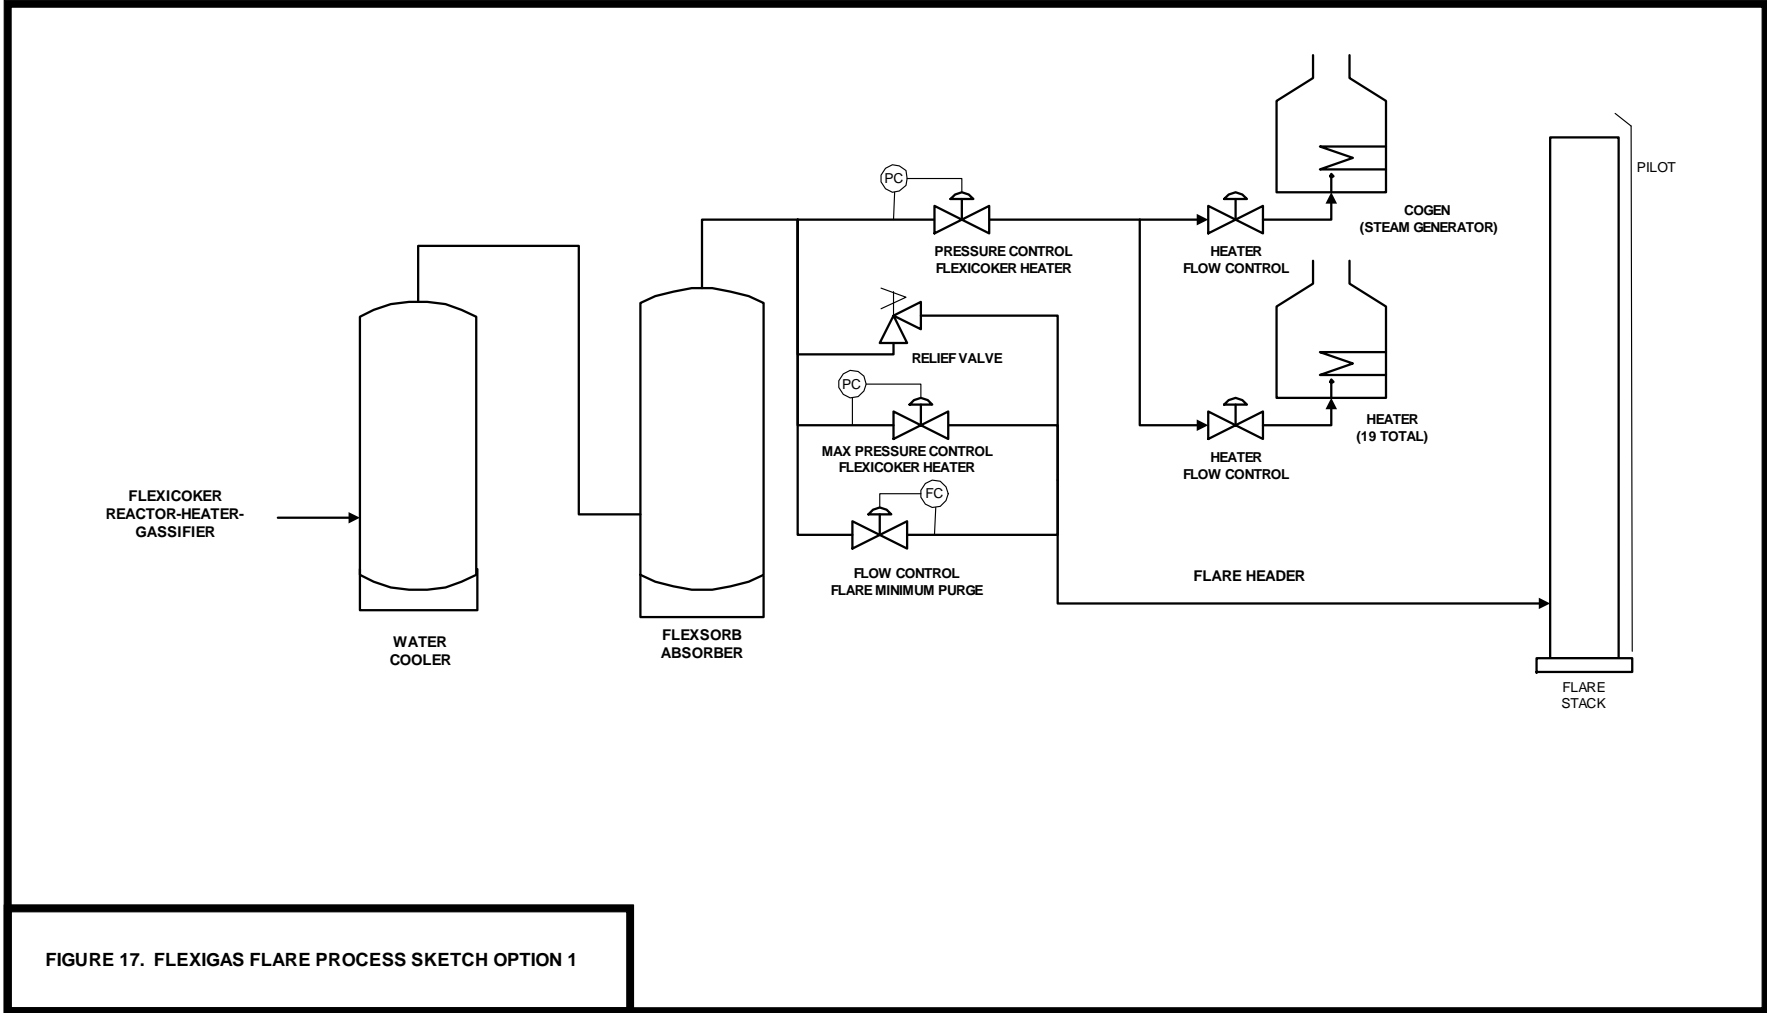 PC
PRESSURE CONTROL
FLEXICOKER HEATER
HEATER
FLOW CONTROL
COGEN
(STEAM GENERATOR)
PILOT
RELIEF VALVE
PC
MAX PRESSURE CONTROL
FLEXICOKER HEATER
HEATER
FLOW CONTROL
HEATER
(19 TOTAL)
FLEXICOKER
REACTOR-HEATER-
GASSIFIER
FC
FLOW CONTROL
FLARE MINIMUM PURGE
FLARE HEADER
WATER
COOLER
FLEXSORB
ABSORBER
FLARE
STACK
FIGURE 17. FLEXIGAS FLARE PROCESS SKETCH OPTION 1